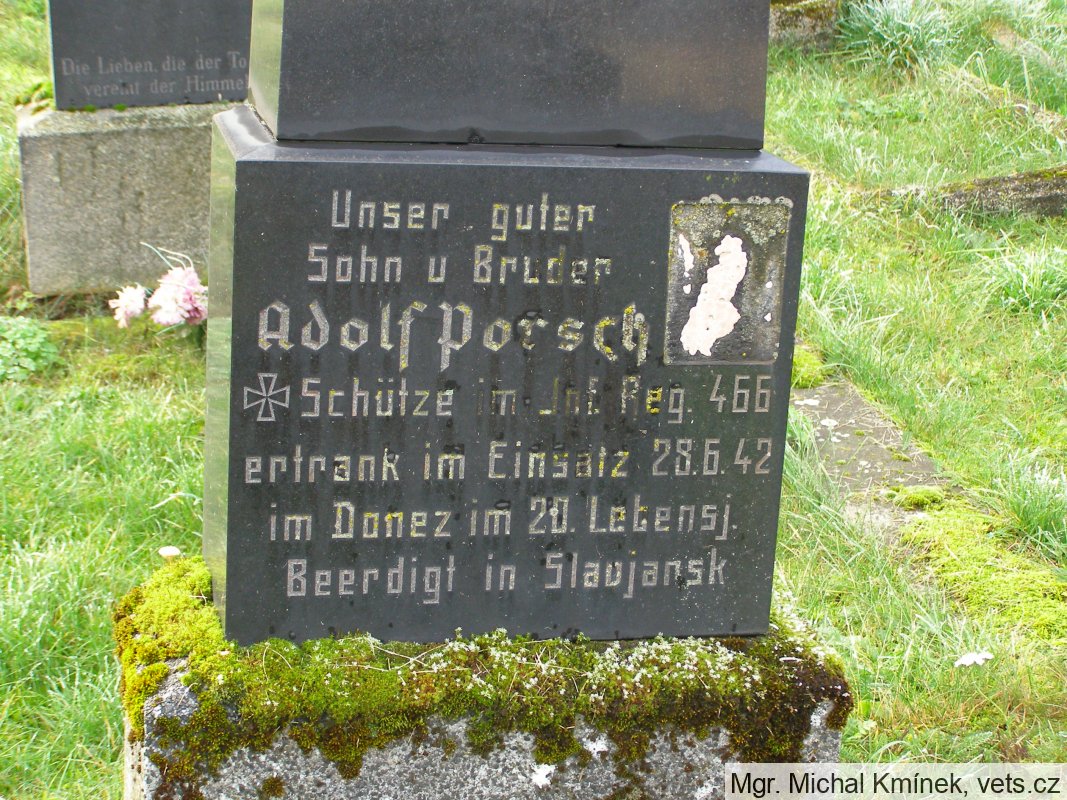 Die Lieben, die der To
vereint der Himmel
Unser guter
Sohn u Bruder
Adolf Porsch
Schütze im Inf. Reg. 466
ertrank im Einsatz 28.6.42
im Donez im 20. Lebensj.
Beerdigt in Slavjansk
Mgr. Michal Kmínek, vets.cz